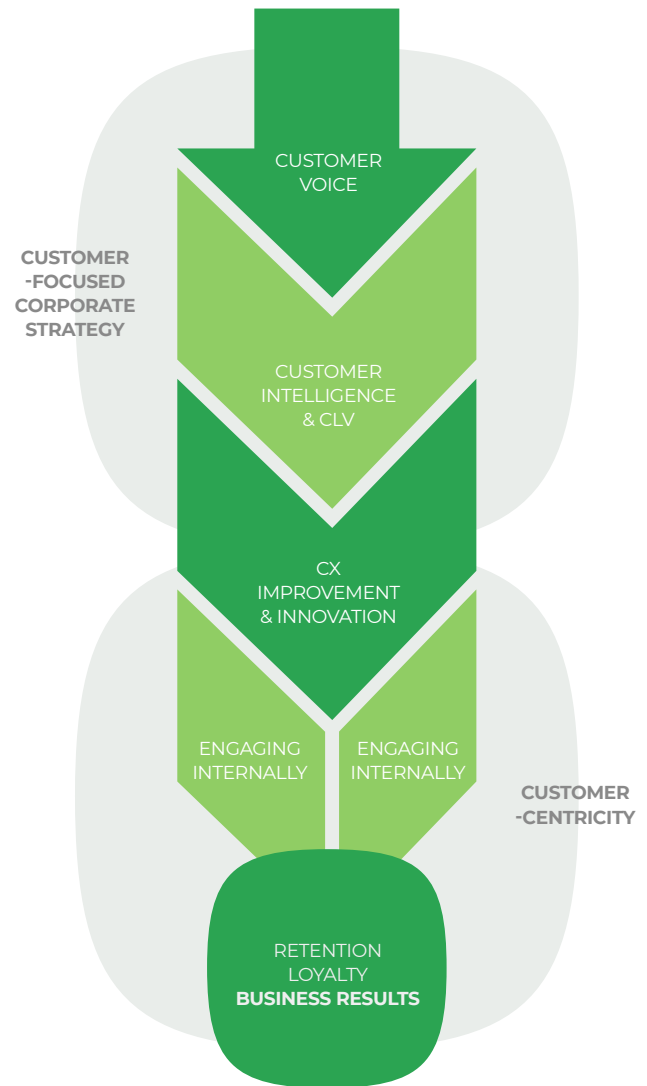 CUSTOMER
VOICE
CUSTOMER
-FOCUSED
CORPORATE
STRATEGY
CUSTOMER
INTELLIGENCE
& CLV
CX
IMPROVEMENT
& INNOVATION
ENGAGING
INTERNALLY
ENGAGING
INTERNALLY
CUSTOMER
-CENTRICITY
RETENTION
LOYALTY
BUSINESS RESULTS